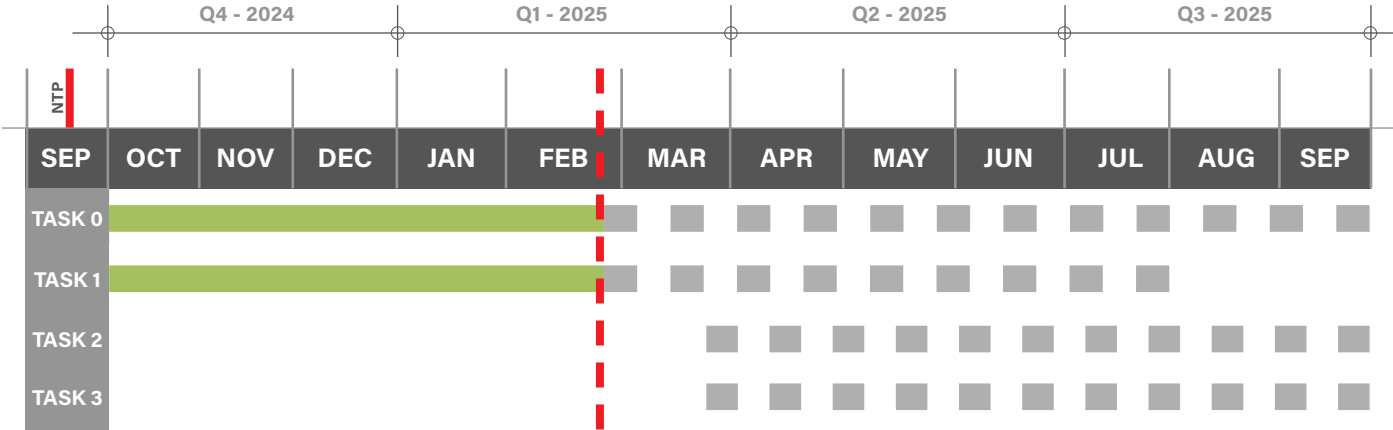 Q4 - 2024 Q1 - 2025 Q2 - 2025 Q3 - 2025
NTP
SEP OCT NOV DEC JAN FEB MAR APR MAY JUN JUL AUG SEP
TASK 0
TASK 1
TASK 2
TASK 3